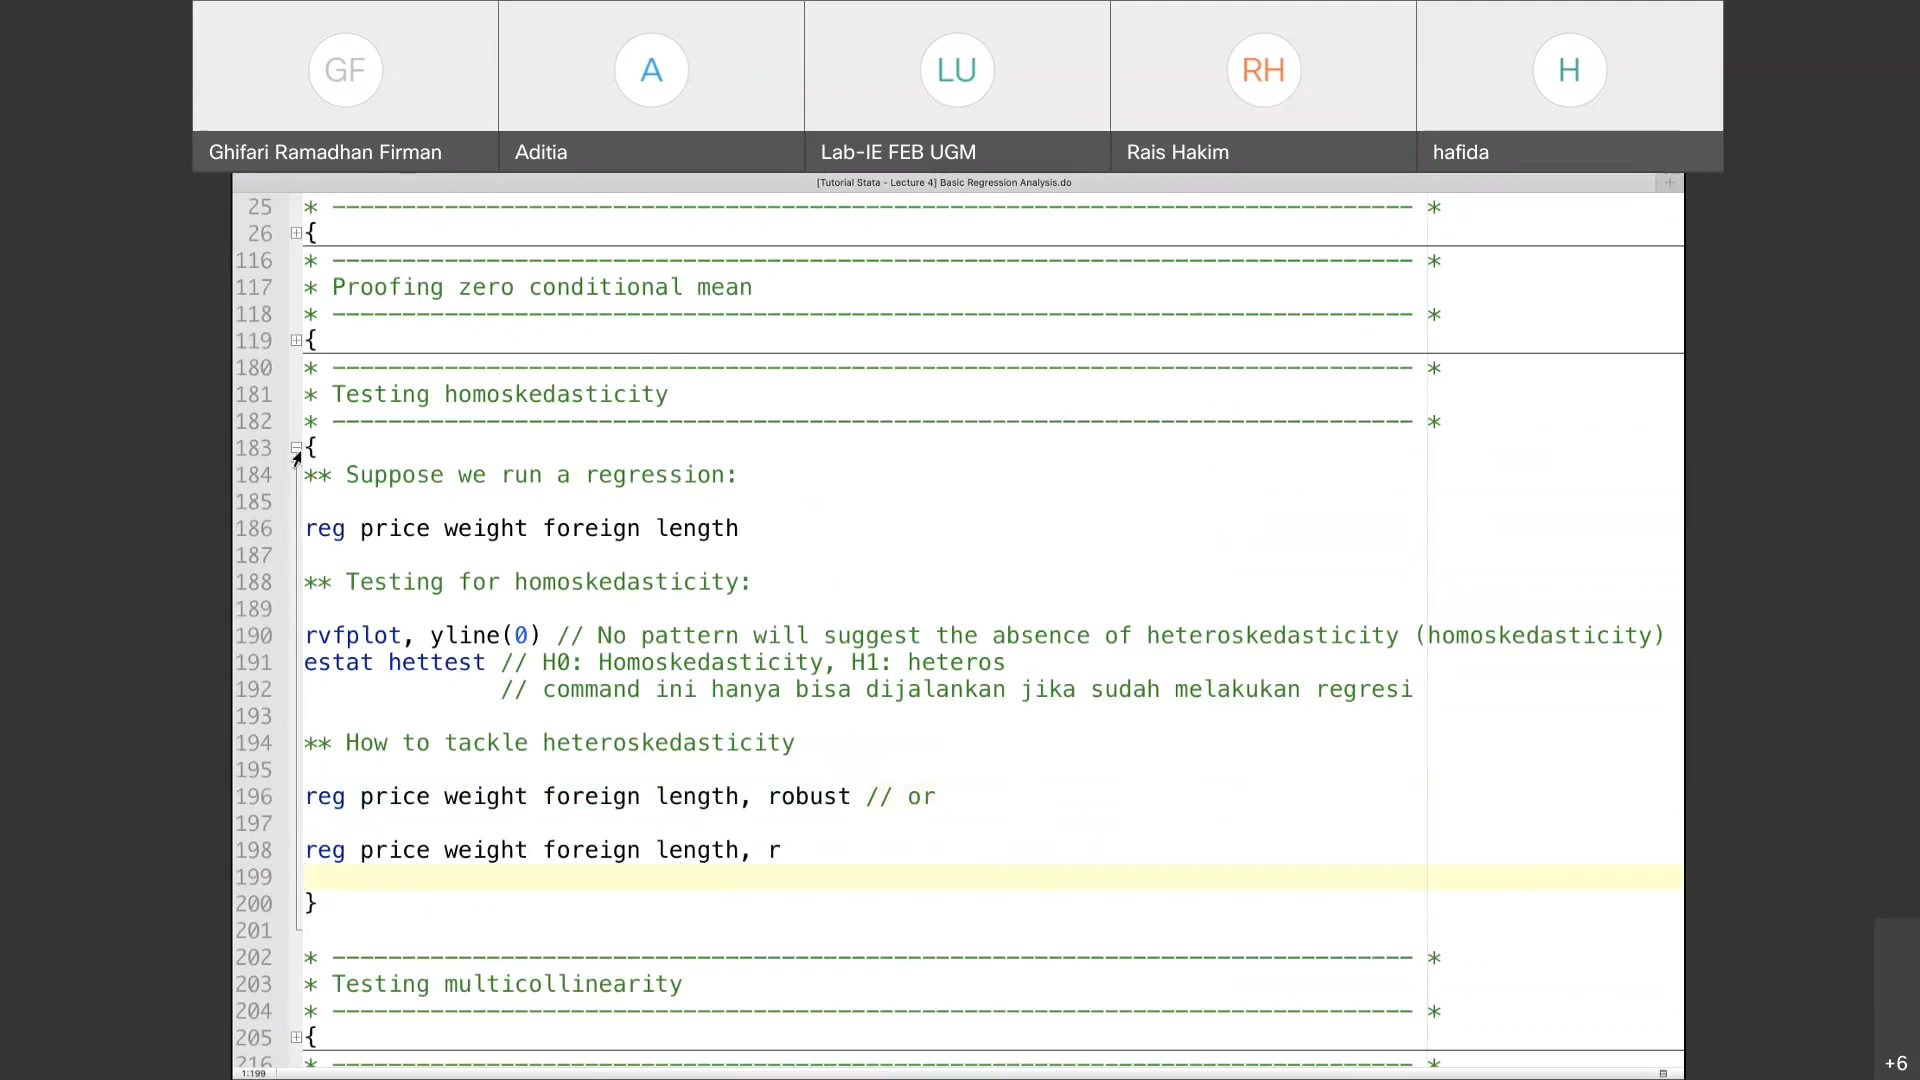 GF
A
LU
RH
H
Ghifari Ramadhan Firman
Aditia
Lab-IE FEB UGM
Rais Hakim
hafida
[Tutorial Stata - Lecture 4] Basic Regression Analysis.do
25 * ----------------------------------------------------------------------------- *
26 {
116 * ----------------------------------------------------------------------------- *
117 * Proofing zero conditional mean
118 * ----------------------------------------------------------------------------- *
119 {
180 * ----------------------------------------------------------------------------- *
181 * Testing homoskedasticity
182 * ----------------------------------------------------------------------------- *
183 {
184 ** Suppose we run a regression:
185
186 reg price weight foreign length
187
188 ** Testing for homoskedasticity:
189
190 rvfplot, yline(0) // No pattern will suggest the absence of heteroskedasticity (homoskedasticity)
191 estat hettest // H0: Homoskedasticity, H1: heteros
192 // command ini hanya bisa dijalankan jika sudah melakukan regresi
193
194 ** How to tackle heteroskedasticity
195
196 reg price weight foreign length, robust // or
197
198 reg price weight foreign length, r
199
200 }
201
202 * ----------------------------------------------------------------------------- *
203 * Testing multicollinearity
204 * ----------------------------------------------------------------------------- *
205 {
216 * ----------------------------------------------------------------------------- *
1:199
+6